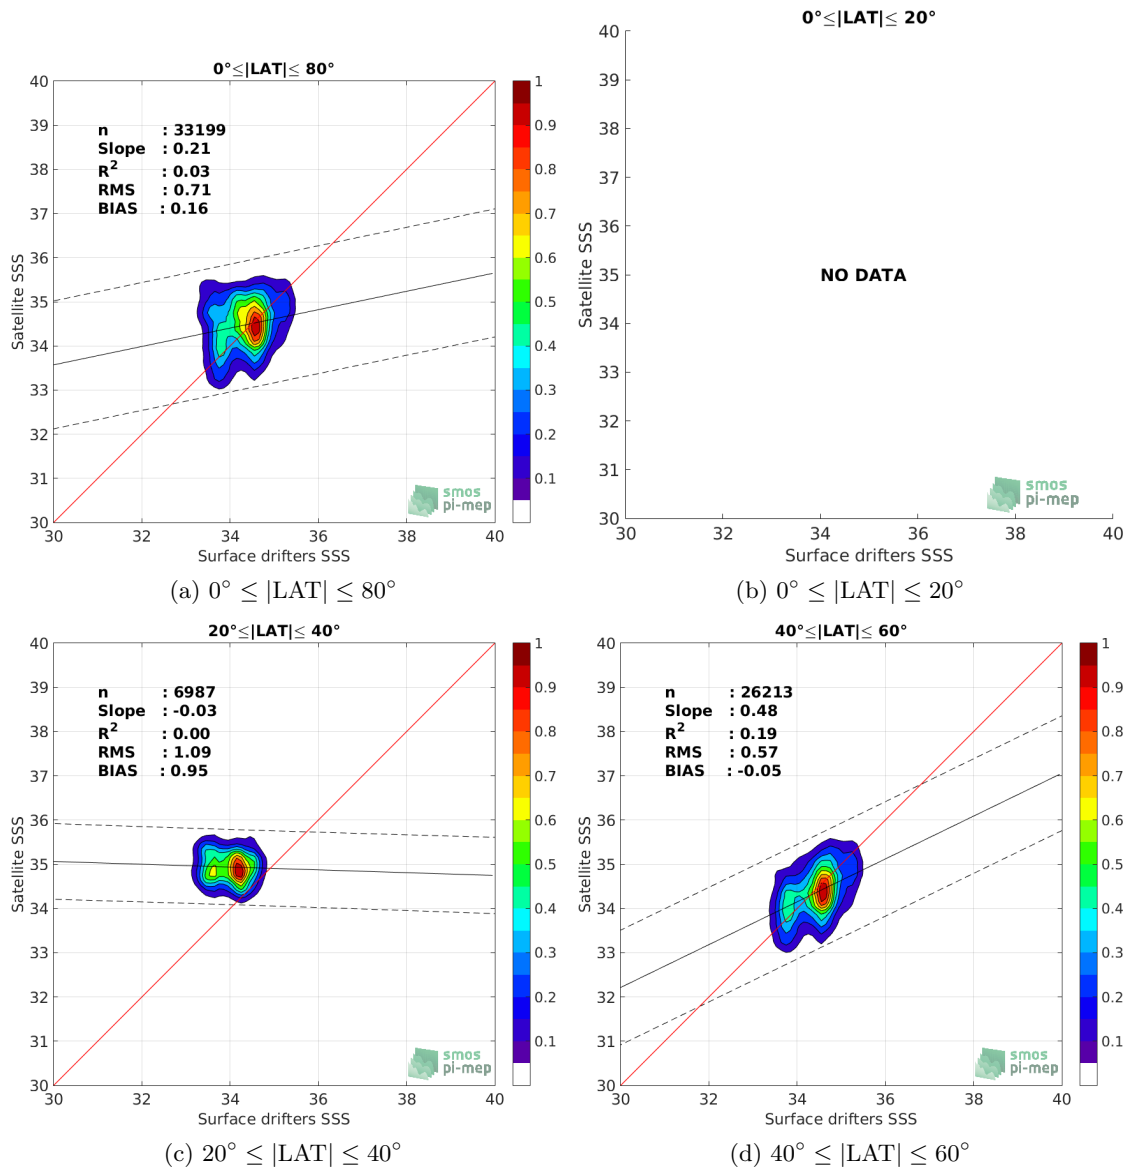 0°≤|LAT|≤ 80°
n : 33199
Slope : 0.21
R2 : 0.03
RMS : 0.71
BIAS : 0.16
40
39
38
37
36
35
34
33
32
31
30
30
32
34
36
38
40
Satellite SSS
Surface drifters SSS
1
0.9
0.8
0.7
0.6
0.5
0.4
0.3
0.2
0.1
smos
pi-mep
(a) 0° ≤ |LAT| ≤ 80°
0°≤|LAT|≤ 20°
NO DATA
40
39
38
37
36
35
34
33
32
31
30
30
32
34
36
38
40
Satellite SSS
Surface drifters SSS
smos
pi-mep
(b) 0° ≤ |LAT| ≤ 20°
20°≤|LAT|≤ 40°
n : 6987
Slope : -0.03
R2 : 0.00
RMS : 1.09
BIAS : 0.95
40
39
38
37
36
35
34
33
32
31
30
30
32
34
36
38
40
Satellite SSS
Surface drifters SSS
1
0.9
0.8
0.7
0.6
0.5
0.4
0.3
0.2
0.1
smos
pi-mep
(c) 20° ≤ |LAT| ≤ 40°
40°≤|LAT|≤ 60°
n : 26213
Slope : 0.48
R2 : 0.19
RMS : 0.57
BIAS : -0.05
40
39
38
37
36
35
34
33
32
31
30
30
32
34
36
38
40
Satellite SSS
Surface drifters SSS
1
0.9
0.8
0.7
0.6
0.5
0.4
0.3
0.2
0.1
smos
pi-mep
(d) 40° ≤ |LAT| ≤ 60°